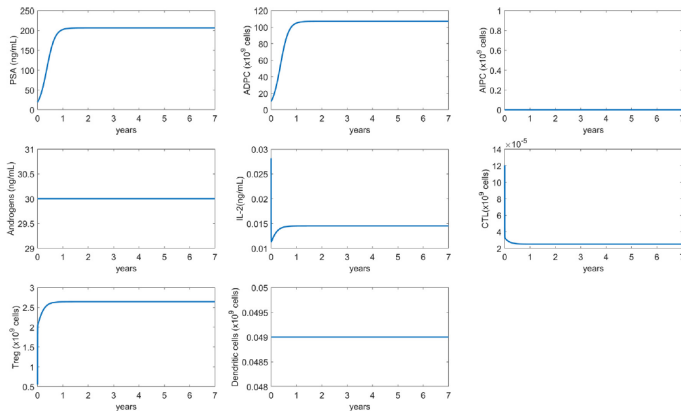 250
200
150
100
50
0
PSA (ng/mL)
0 1 2 3 4 5 6 7
years
120
100
80
60
40
20
0
ADPC (x10⁹ cells)
0 1 2 3 4 5 6 7
years
1
0.8
0.6
0.4
0.2
0
AIPC (x10⁹ cells)
0 1 2 3 4 5 6 7
years
31
30.5
30
29.5
29
Androgens (ng/mL)
0 1 2 3 4 5 6 7
years
0.03
0.025
0.02
0.015
0.01
IL-2(ng/mL)
0 1 2 3 4 5 6 7
years
×10⁻⁵
14
12
10
8
6
4
2
CTL(x10⁹ cells)
0 1 2 3 4 5 6 7
years
3
2.5
2
1.5
1
0.5
Treg (x10⁹ cells)
0 1 2 3 4 5 6 7
years
0.05
0.0495
0.049
0.0485
0.048
Dendritic cells (x10⁹ cells)
0 1 2 3 4 5 6 7
years